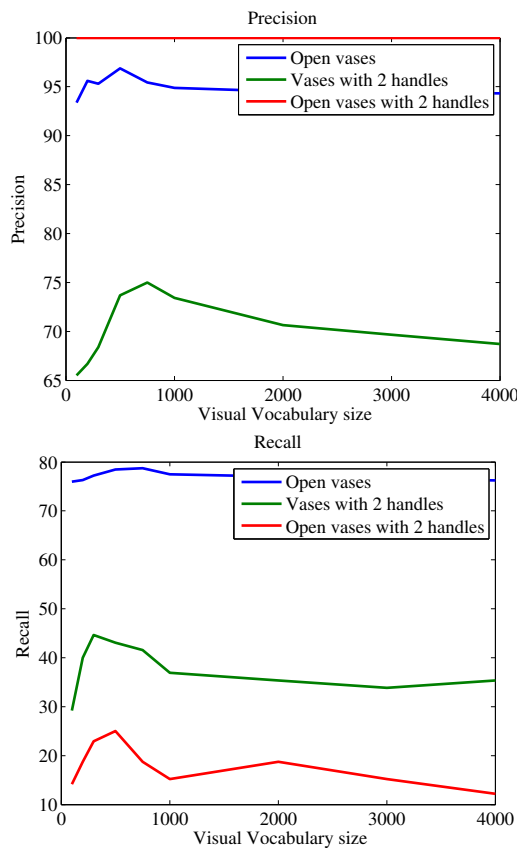 Precision
100
95
90
85
80
75
70
65
Precision
Open vases
Vases with 2 handles
Open vases with 2 handles
0 1000 2000 3000 4000
Visual Vocabulary size
Recall
80
70
60
50
40
30
20
10
Recall
Open vases
Vases with 2 handles
Open vases with 2 handles
0 1000 2000 3000 4000
Visual Vocabulary size